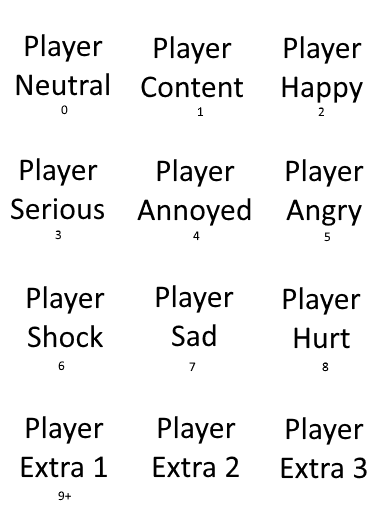 Player Player Player
Neutral Content Happy
0 1 2
Player Player Player
Serious Annoyed Angry
3 4 5
Player Player Player
Shock Sad Hurt
6 7 8
Player Player Player
Extra 1 Extra 2 Extra 3
9+